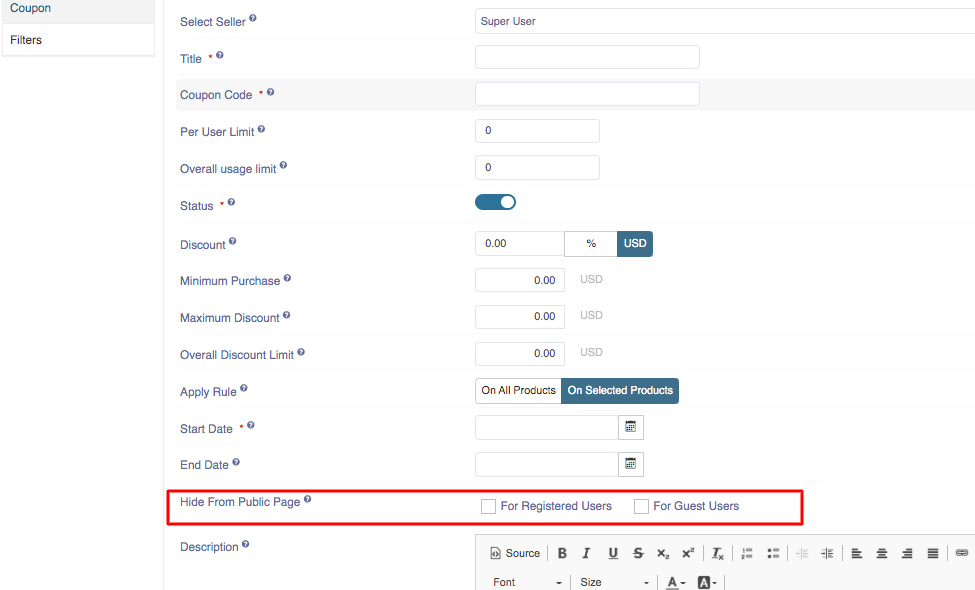 Coupon
Filters
Select Seller ? Super User
Title * ?
Coupon Code * ?
Per User Limit ? 0
Overall usage limit ? 0
Status * ?
Discount ? 0.00 % USD
Minimum Purchase ? 0.00 USD
Maximum Discount ? 0.00 USD
Overall Discount Limit ? 0.00 USD
Apply Rule ? On All Products On Selected Products
Start Date * ?
End Date ?
Hide From Public Page ? For Registered Users For Guest Users
Description ? Source B I U S x₂ x² Tx
Font Size A A